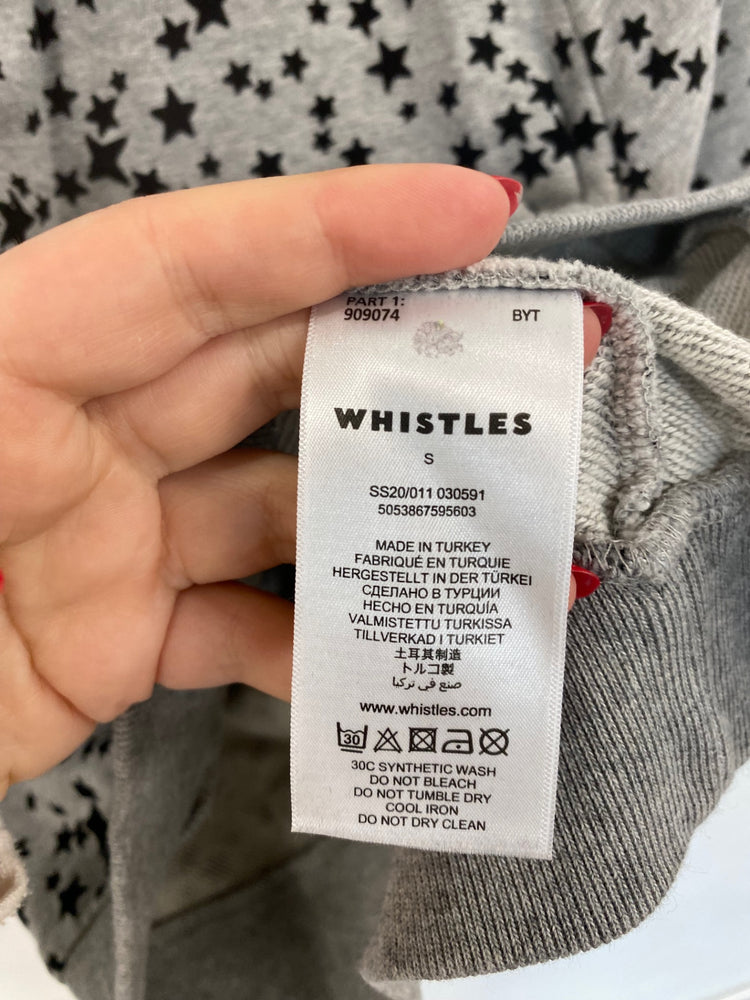 PART 1:
909074 BYT
WHISTLES
S
SS20/011 030591
5053867595603
MADE IN TURKEY
FABRIQUÉ EN TURQUIE
HERGESTELLT IN DER TÜRKEI
СДЕЛАНО В ТУРЦИИ
HECHO EN TURQUÍA
VALMISTETTU TURKISSA
TILLVERKAD I TURKIET
土耳其制造
トルコ製
صنع في تركيا
www.whistles.com
30
30C SYNTHETIC WASH
DO NOT BLEACH
DO NOT TUMBLE DRY
COOL IRON
DO NOT DRY CLEAN